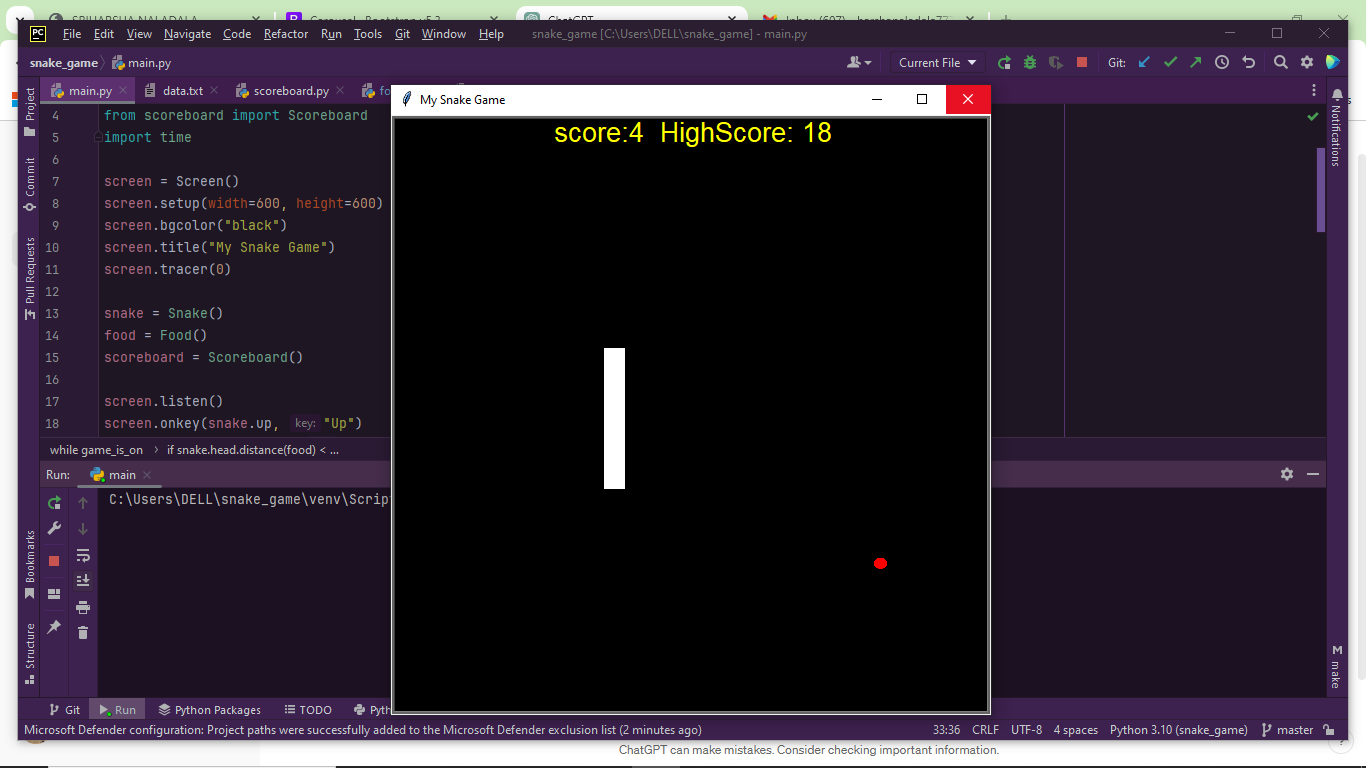 SRIHARSHA NALADALA
Carousel · Bootstrap v5.3
ChatGPT
PC File Edit View Navigate Code Refactor Run Tools Git Window Help snake_game [C:\Users\DELL\snake_game] - main.py
snake_game main.py Current File Git:
main.py data.txt scoreboard.py
My Snake Game
score:4 HighScore: 18
4 from scoreboard import Scoreboard
5 import time
6
7 screen = Screen()
8 screen.setup(width=600, height=600)
9 screen.bgcolor("black")
10 screen.title("My Snake Game")
11 screen.tracer(0)
12
13 snake = Snake()
14 food = Food()
15 scoreboard = Scoreboard()
16
17 screen.listen()
18 screen.onkey(snake.up, key: "Up")
while game_is_on if snake.head.distance(food) < ...
Run: main
C:\Users\DELL\snake_game\venv\Script
Project
Commit
Pull Requests
Bookmarks
Structure
Notifications
M make
Git Run Python Packages TODO
Microsoft Defender configuration: Project paths were successfully added to the Microsoft Defender exclusion list (2 minutes ago) 33:36 CRLF UTF-8 4 spaces Python 3.10 (snake_game) master
ChatGPT can make mistakes. Consider checking important information.